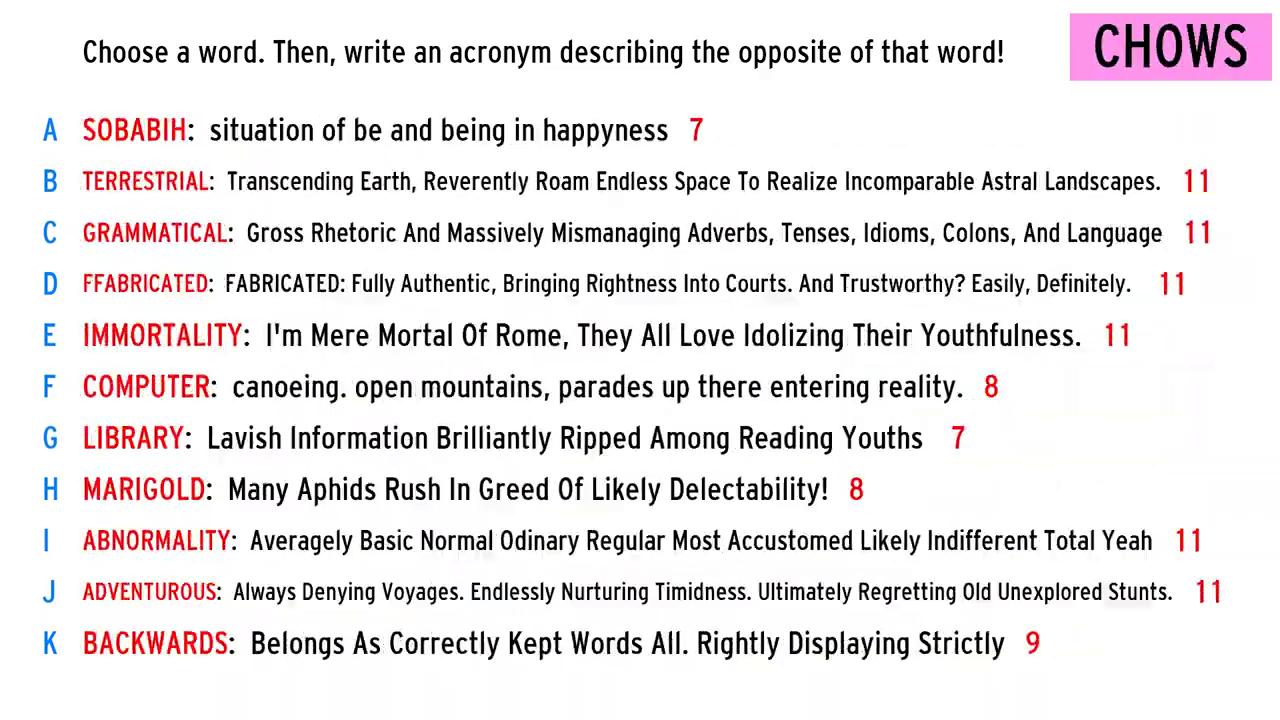 Choose a word. Then, write an acronym describing the opposite of that word!
CHOWS
A SOBABIH: situation of be and being in happyness 7
B TERRESTRIAL: Transcending Earth, Reverently Roam Endless Space To Realize Incomparable Astral Landscapes. 11
C GRAMMATICAL: Gross Rhetoric And Massively Mismanaging Adverbs, Tenses, Idioms, Colons, And Language 11
D FFABRICATED: FABRICATED: Fully Authentic, Bringing Rightness Into Courts. And Trustworthy? Easily, Definitely. 11
E IMMORTALITY: I'm Mere Mortal Of Rome, They All Love Idolizing Their Youthfulness. 11
F COMPUTER: canoeing. open mountains, parades up there entering reality. 8
G LIBRARY: Lavish Information Brilliantly Ripped Among Reading Youths 7
H MARIGOLD: Many Aphids Rush In Greed Of Likely Delectability! 8
I ABNORMALITY: Averagely Basic Normal Odinary Regular Most Accustomed Likely Indifferent Total Yeah 11
J ADVENTUROUS: Always Denying Voyages. Endlessly Nurturing Timidness. Ultimately Regretting Old Unexplored Stunts. 11
K BACKWARDS: Belongs As Correctly Kept Words All. Rightly Displaying Strictly 9